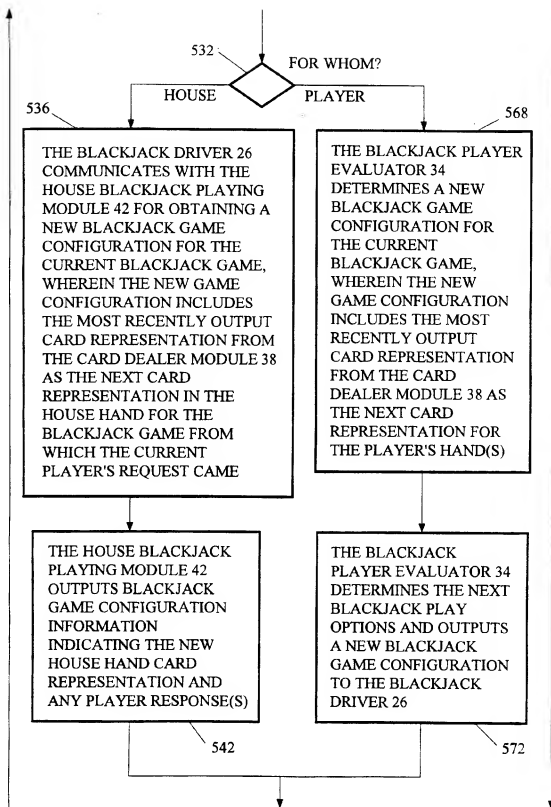 532
FOR WHOM?
HOUSE
PLAYER
536
THE BLACKJACK DRIVER 26
COMMUNICATES WITH THE
HOUSE BLACKJACK PLAYING
MODULE 42 FOR OBTAINING A
NEW BLACKJACK GAME
CONFIGURATION FOR THE
CURRENT BLACKJACK GAME,
WHEREIN THE NEW GAME
CONFIGURATION INCLUDES
THE MOST RECENTLY OUTPUT
CARD REPRESENTATION FROM
THE CARD DEALER MODULE 38
AS THE NEXT CARD
REPRESENTATION IN THE
HOUSE HAND FOR THE
BLACKJACK GAME FROM
WHICH THE CURRENT
PLAYER'S REQUEST CAME
568
THE BLACKJACK PLAYER
EVALUATOR 34
DETERMINES A NEW
BLACKJACK GAME
CONFIGURATION FOR
THE CURRENT
BLACKJACK GAME,
WHEREIN THE NEW
GAME CONFIGURATION
INCLUDES THE MOST
RECENTLY OUTPUT
CARD REPRESENTATION
FROM THE CARD
DEALER MODULE 38 AS
THE NEXT CARD
REPRESENTATION FOR
THE PLAYER'S HAND(S)
THE HOUSE BLACKJACK
PLAYING MODULE 42
OUTPUTS BLACKJACK
GAME CONFIGURATION
INFORMATION
INDICATING THE NEW
HOUSE HAND CARD
REPRESENTATION AND
ANY PLAYER RESPONSE(S)
542
THE BLACKJACK
PLAYER EVALUATOR 34
DETERMINES THE NEXT
BLACKJACK PLAY
OPTIONS AND OUTPUTS
A NEW BLACKJACK
GAME CONFIGURATION
TO THE BLACKJACK
DRIVER 26
572